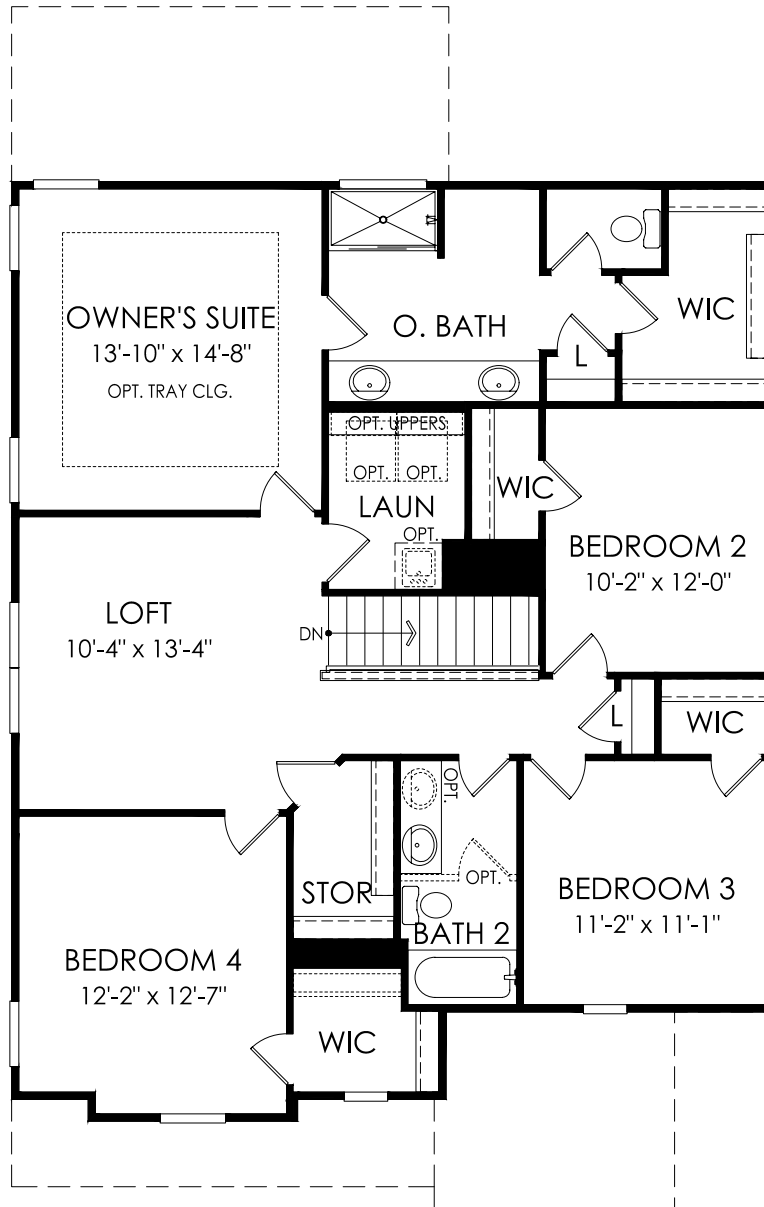 OWNER'S SUITE
13'-10" x 14'-8"
OPT. TRAY CLG.
O. BATH
L
WIC
OPT. UPPERS
OPT.
OPT.
LAUN
OPT.
WIC
BEDROOM 2
10'-2" x 12'-0"
LOFT
10'-4" x 13'-4"
DN
L
WIC
OPT.
OPT.
STOR
BATH 2
BEDROOM 3
11'-2" x 11'-1"
BEDROOM 4
12'-2" x 12'-7"
WIC